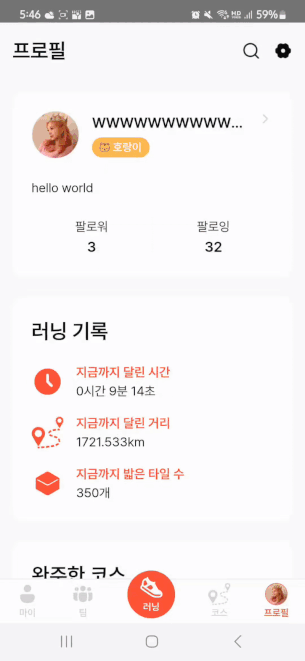 5:46
59%
프로필
WWWWWWWWWW...
호랑이
hello world
팔로워
팔로잉
3
32
러닝 기록
지금까지 달린 시간
0시간 9분 14초
지금까지 달린 거리
1721.533km
지금까지 밟은 타일 수
350개
완주한 코스
마이
팀
러닝
코스
프로필